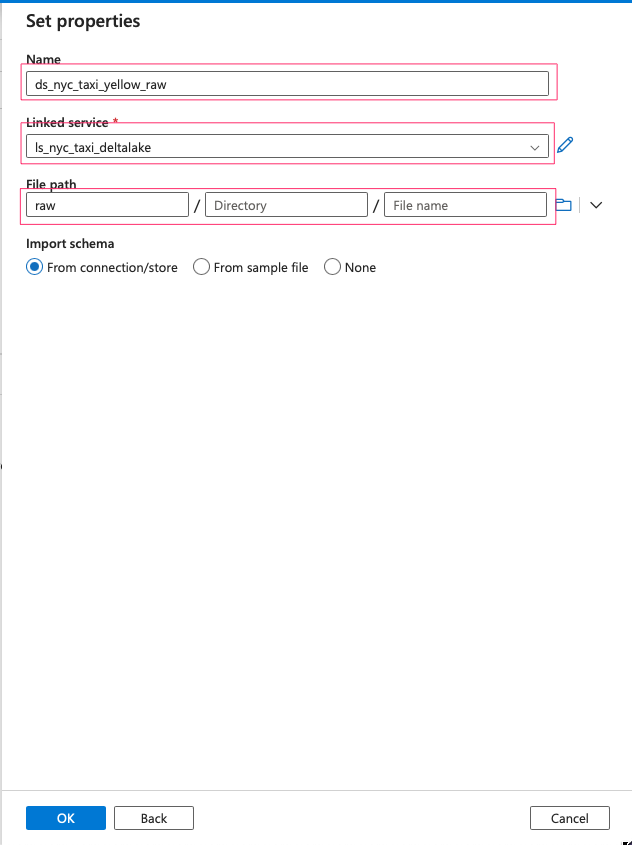 Set properties
Name
ds_nyc_taxi_yellow_raw
Linked service *
ls_nyc_taxi_deltalake
File path
raw / Directory / File name
Import schema
From connection/store From sample file None
OK Back Cancel